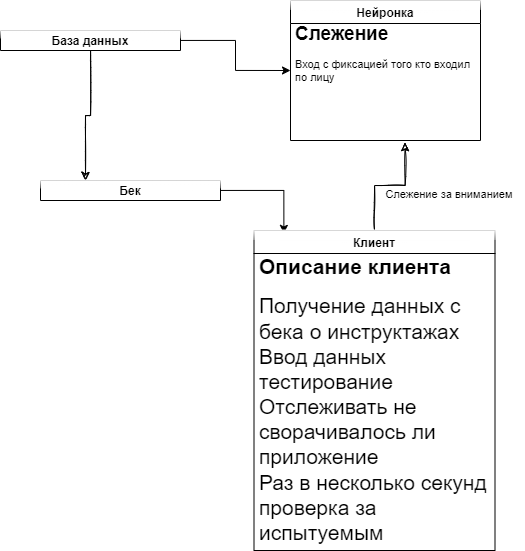 Нейронка
Слежение
Вход с фиксацией того кто входил
по лицу
База данных
Бек
Слежение за вниманием
Клиент
Описание клиента
Получение данных с
бека о инструктажах
Ввод данных
тестирование
Отслеживать не
сворачивалось ли
приложение
Раз в несколько секунд
проверка за
испытуемым